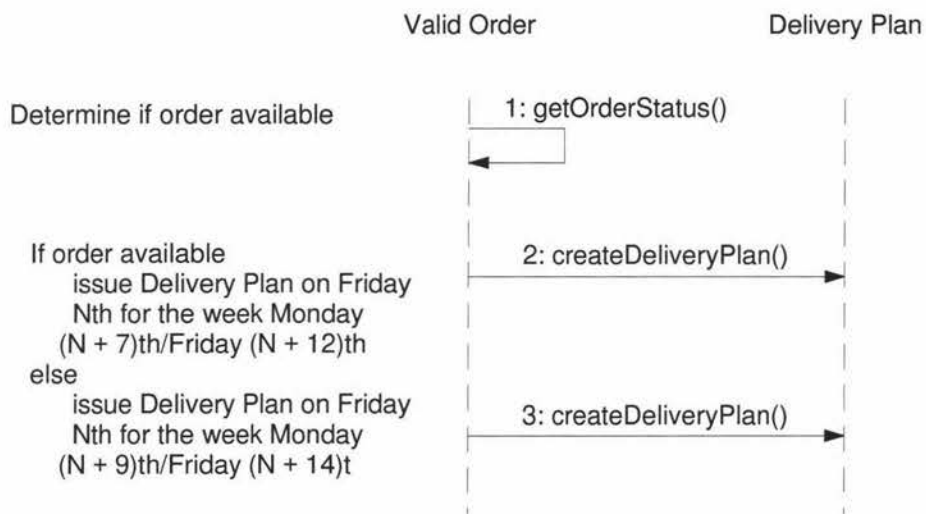 Valid Order
Delivery Plan
Determine if order available
1: getOrderStatus()
If order available
issue Delivery Plan on Friday
Nth for the week Monday
(N + 7)th/Friday (N + 12)th
2: createDeliveryPlan()
else
issue Delivery Plan on Friday
Nth for the week Monday
(N + 9)th/Friday (N + 14)t
3: createDeliveryPlan()